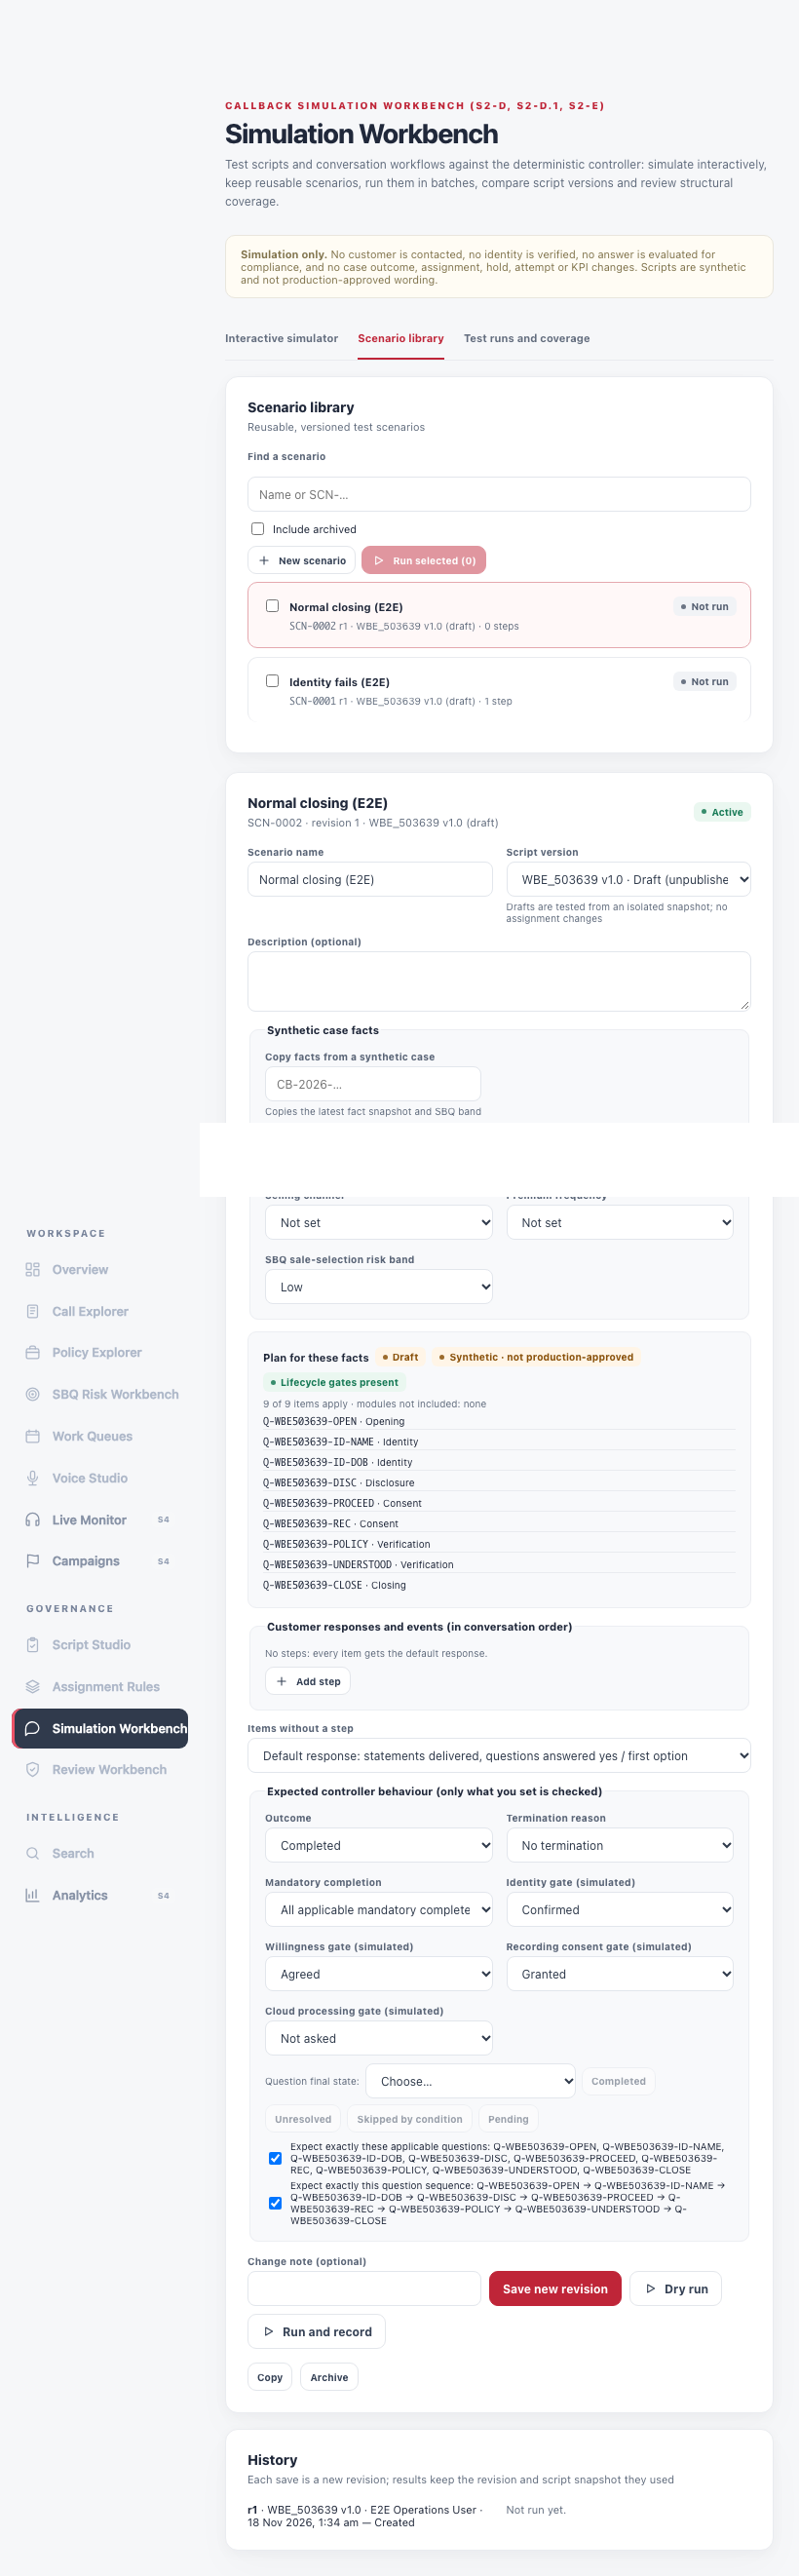 CALLBACK SIMULATION WORKBENCH (S2-D, S2-D.1, S2-E)
Simulation Workbench
Test scripts and conversation workflows against the deterministic controller: simulate interactively,
keep reusable scenarios, run them in batches, compare script versions and review structural
coverage.
Simulation only. No customer is contacted, no identity is verified, no answer is evaluated for
compliance, and no case outcome, assignment, hold, attempt or KPI changes. Scripts are synthetic
and not production-approved wording.
Interactive simulator
Scenario library
Test runs and coverage
Scenario library
Reusable, versioned test scenarios
Find a scenario
Name or SCN-...
Include archived
New scenario
Run selected (0)
Normal closing (E2E)
Not run
SCN-0002 r1 · WBE_503639 v1.0 (draft) · 0 steps
Identity fails (E2E)
Not run
SCN-0001 r1 · WBE_503639 v1.0 (draft) · 1 step
Normal closing (E2E)
SCN-0002 · revision 1 · WBE_503639 v1.0 (draft)
Active
Scenario name
Script version
Normal closing (E2E)
WBE_503639 v1.0 · Draft (unpublishe
Drafts are tested from an isolated snapshot; no
assignment changes
Description (optional)
Synthetic case facts
Copy facts from a synthetic case
CB-2026-...
Copies the latest fact snapshot and SBQ band
Not set
Not set
SBQ sale-selection risk band
Low
Plan for these facts
Draft
Synthetic · not production-approved
Lifecycle gates present
9 of 9 items apply · modules not included: none
Q-WBE503639-OPEN · Opening
Q-WBE503639-ID-NAME · Identity
Q-WBE503639-ID-DOB · Identity
Q-WBE503639-DISC · Disclosure
Q-WBE503639-PROCEED · Consent
Q-WBE503639-REC · Consent
Q-WBE503639-POLICY · Verification
Q-WBE503639-UNDERSTOOD · Verification
Q-WBE503639-CLOSE · Closing
Customer responses and events (in conversation order)
No steps: every item gets the default response.
Add step
Items without a step
Default response: statements delivered, questions answered yes / first option
Expected controller behaviour (only what you set is checked)
Outcome
Termination reason
Completed
No termination
Mandatory completion
Identity gate (simulated)
All applicable mandatory complete
Confirmed
Willingness gate (simulated)
Recording consent gate (simulated)
Agreed
Granted
Cloud processing gate (simulated)
Not asked
Question final state:
Choose...
Completed
Unresolved
Skipped by condition
Pending
Expect exactly these applicable questions: Q-WBE503639-OPEN, Q-WBE503639-ID-NAME,
Q-WBE503639-ID-DOB, Q-WBE503639-DISC, Q-WBE503639-PROCEED, Q-WBE503639-
REC, Q-WBE503639-POLICY, Q-WBE503639-UNDERSTOOD, Q-WBE503639-CLOSE
Expect exactly this question sequence: Q-WBE503639-OPEN → Q-WBE503639-ID-NAME →
Q-WBE503639-ID-DOB → Q-WBE503639-DISC → Q-WBE503639-PROCEED → Q-
WBE503639-REC → Q-WBE503639-POLICY → Q-WBE503639-UNDERSTOOD → Q-
WBE503639-CLOSE
Change note (optional)
Save new revision
Dry run
Run and record
Copy
Archive
History
Each save is a new revision; results keep the revision and script snapshot they used
r1 · WBE_503639 v1.0 · E2E Operations User ·
18 Nov 2026, 1:34 am — Created
Not run yet.
WORKSPACE
Overview
Call Explorer
Policy Explorer
SBQ Risk Workbench
Work Queues
Voice Studio
Live Monitor S4
Campaigns S4
GOVERNANCE
Script Studio
Assignment Rules
Simulation Workbench
Review Workbench
INTELLIGENCE
Search
Analytics S4